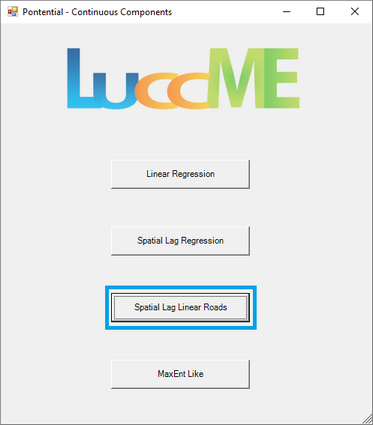 Pontential - Continuous Components
LuccME
Linear Regression
Spatial Lag Regression
Spatial Lag Linear Roads
MaxEnt Like